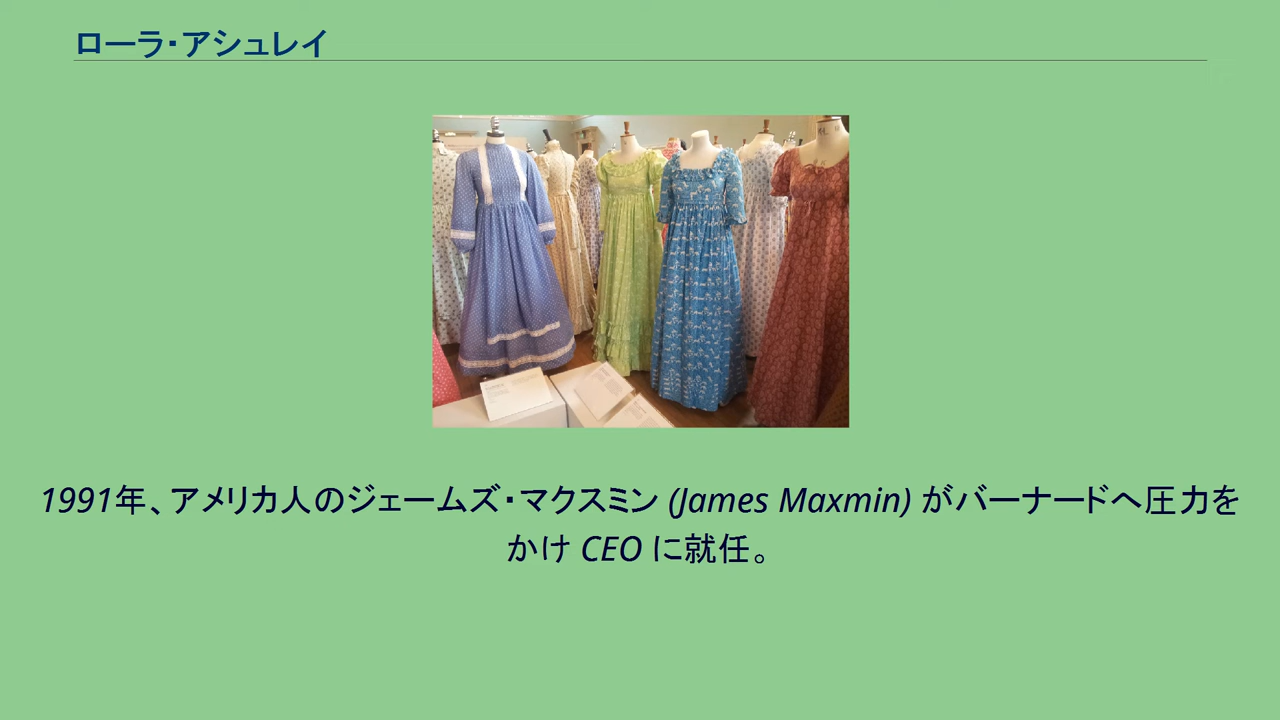 ローラ・アシュレイ
1991年、アメリカ人のジェームズ・マクスミン (James Maxmin) がバーナードへ圧力を
かけ CEO に就任。